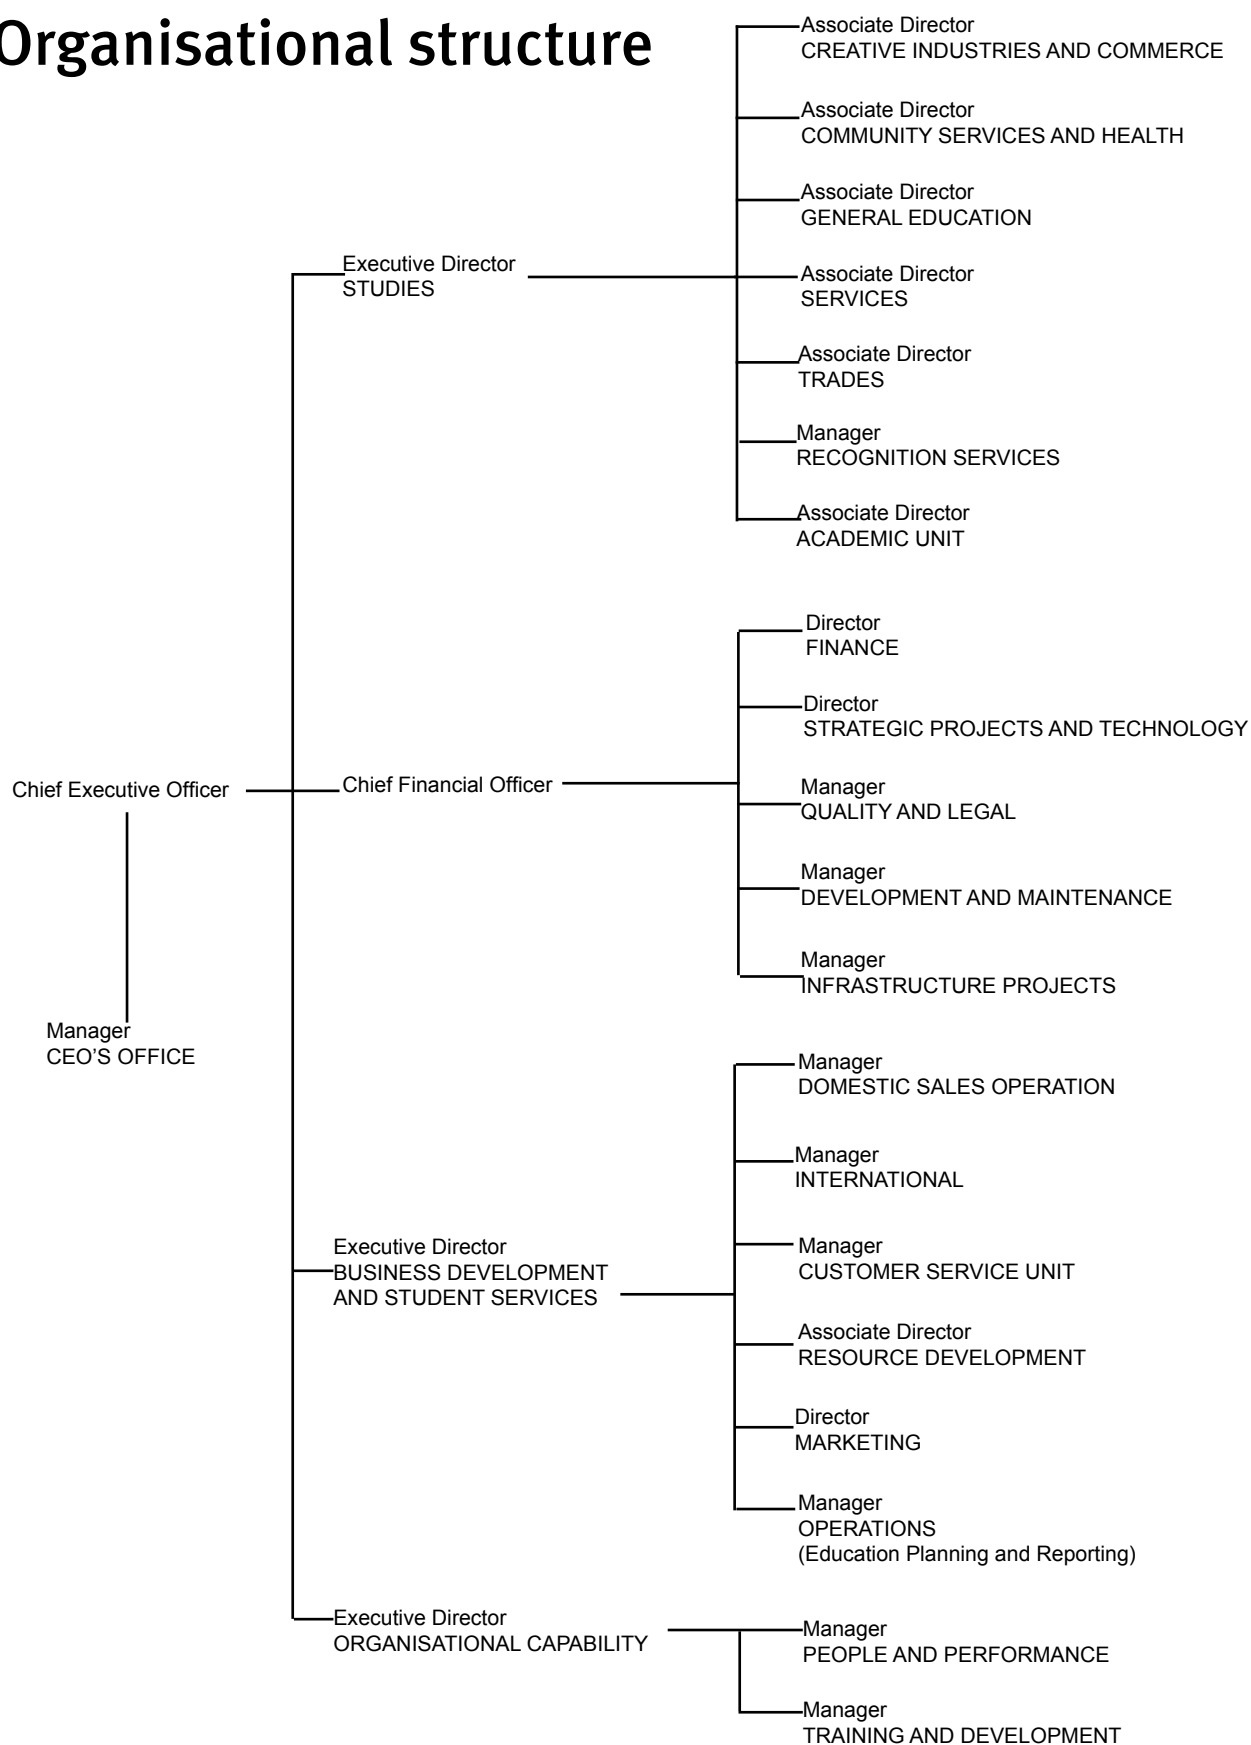 Organisational structure
Associate Director
CREATIVE INDUSTRIES AND COMMERCE
Associate Director
COMMUNITY SERVICES AND HEALTH
Associate Director
GENERAL EDUCATION
Executive Director
STUDIES
Associate Director
SERVICES
Associate Director
TRADES
Manager
RECOGNITION SERVICES
Associate Director
ACADEMIC UNIT
Director
FINANCE
Director
STRATEGIC PROJECTS AND TECHNOLOGY
Chief Executive Officer
Chief Financial Officer
Manager
QUALITY AND LEGAL
Manager
DEVELOPMENT AND MAINTENANCE
Manager
INFRASTRUCTURE PROJECTS
Manager
CEO'S OFFICE
Manager
DOMESTIC SALES OPERATION
Manager
INTERNATIONAL
Executive Director
BUSINESS DEVELOPMENT
AND STUDENT SERVICES
Manager
CUSTOMER SERVICE UNIT
Associate Director
RESOURCE DEVELOPMENT
Director
MARKETING
Manager
OPERATIONS
(Education Planning and Reporting)
Executive Director
ORGANISATIONAL CAPABILITY
Manager
PEOPLE AND PERFORMANCE
Manager
TRAINING AND DEVELOPMENT